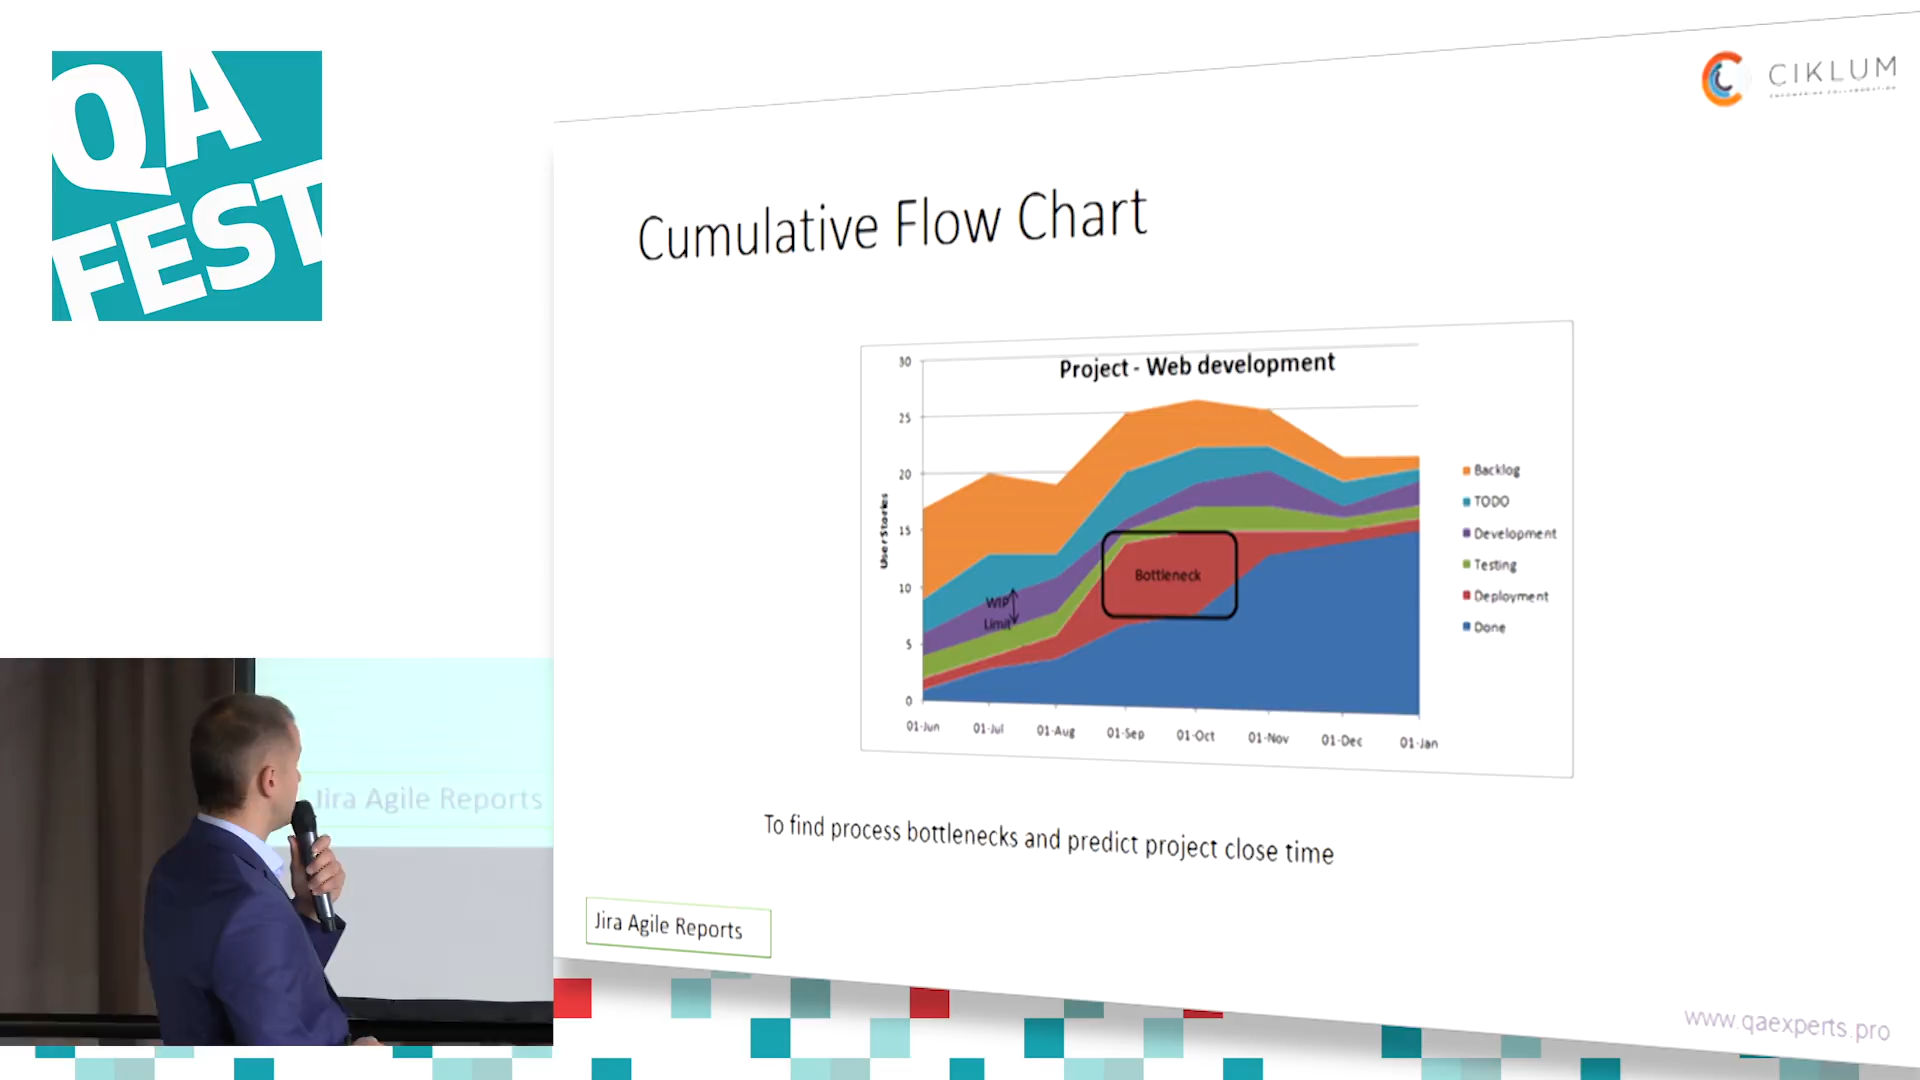 QA
FEST
CIKLUM
Cumulative Flow Chart
Project - Web development
30
25
20
15
10
5
0
User Stories
WIP
Limit
Bottleneck
01-Jun
01-Jul
01-Aug
01-Sep
01-Oct
01-Nov
01-Dec
01-Jan
Backlog
TODO
Development
Testing
Deployment
Done
To find process bottlenecks and predict project close time
Jira Agile Reports
Jira Agile Reports
www.qaexperts.pro